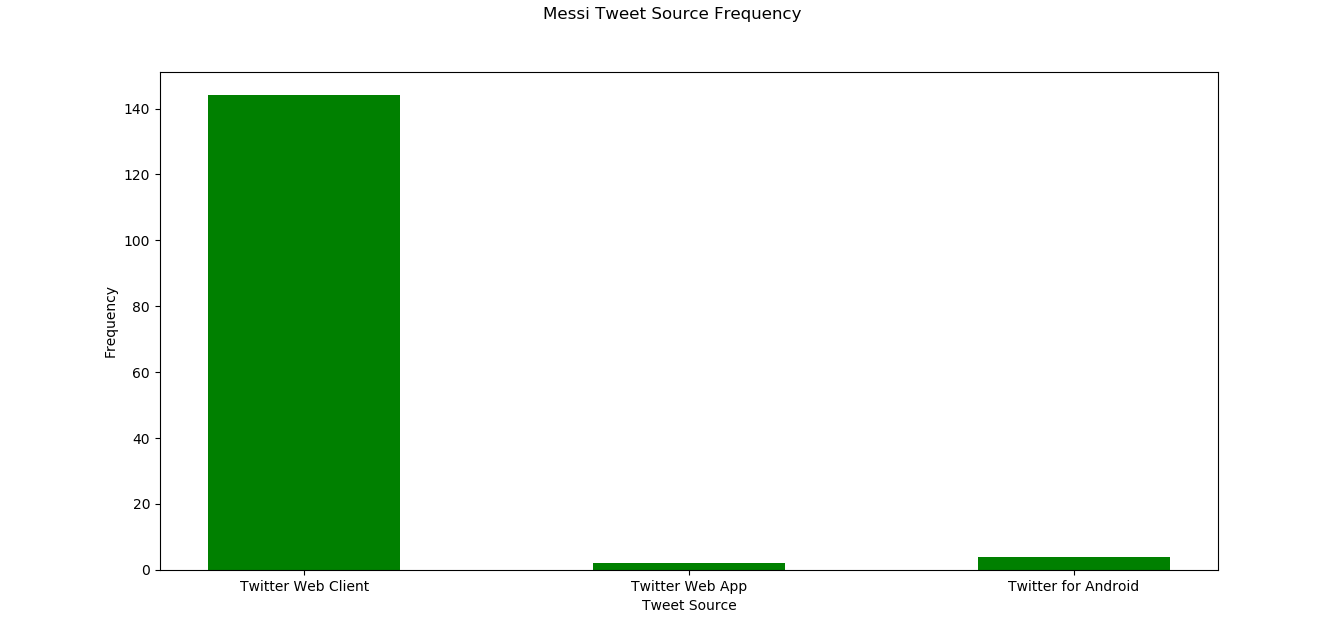 Messi Tweet Source Frequency
140
120
100
80
60
40
20
0
Frequency
Twitter Web Client
Twitter Web App
Twitter for Android
Tweet Source